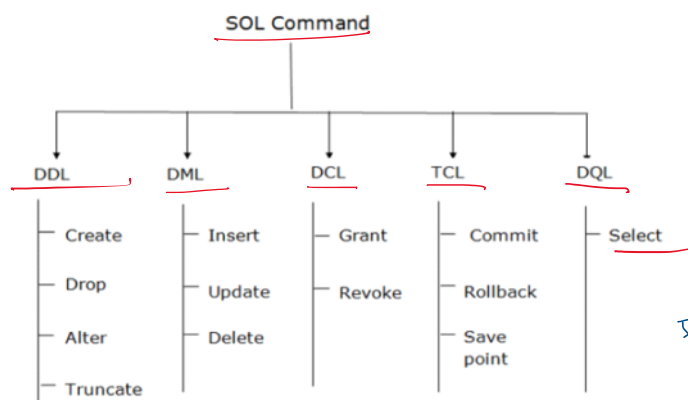 SOL Command
DDL DML DCL TCL DQL
Create Insert Grant Commit Select
Drop Update Revoke Rollback
Alter Delete Save
point
Truncate